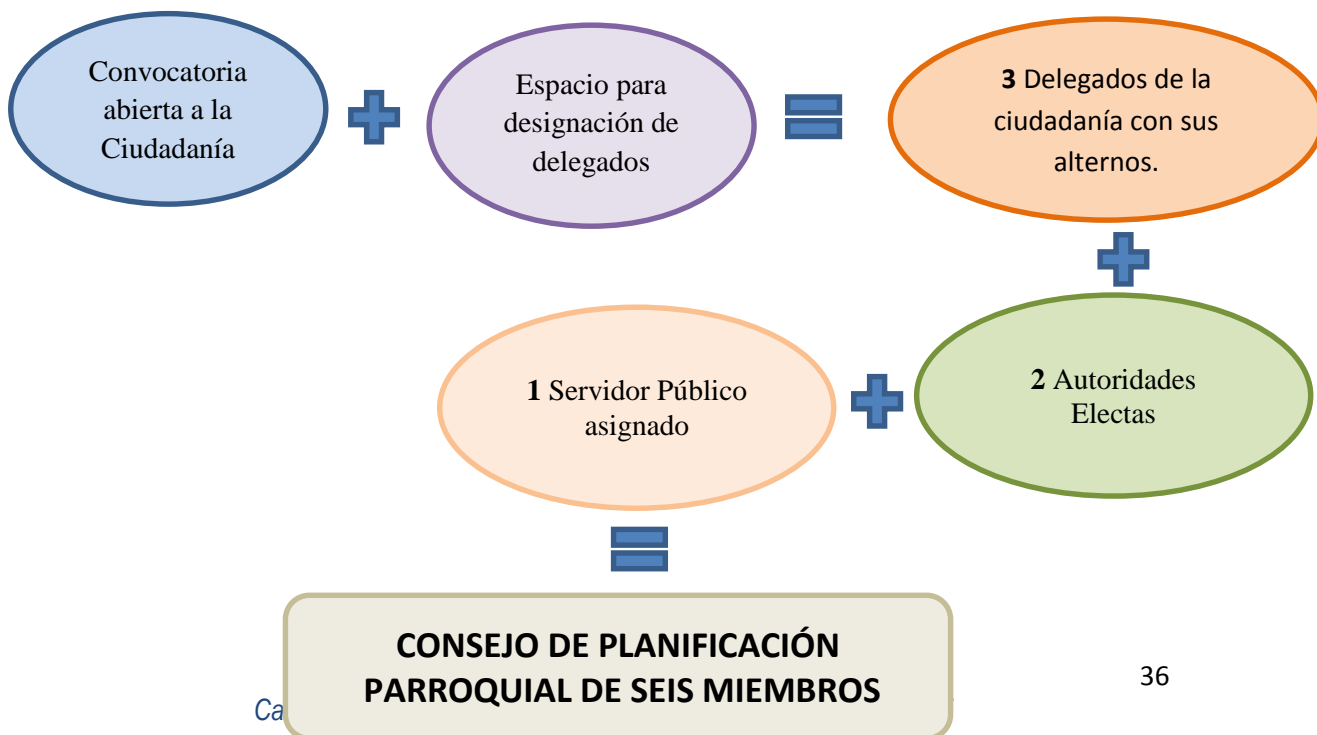 Convocatoria
abierta a la
Ciudadanía
Espacio para
designación de
delegados
3 Delegados de la
ciudadanía con sus
alternos.
1 Servidor Público
asignado
2 Autoridades
Electas
CONSEJO DE PLANIFICACIÓN
PARROQUIAL DE SEIS MIEMBROS
36
Ca